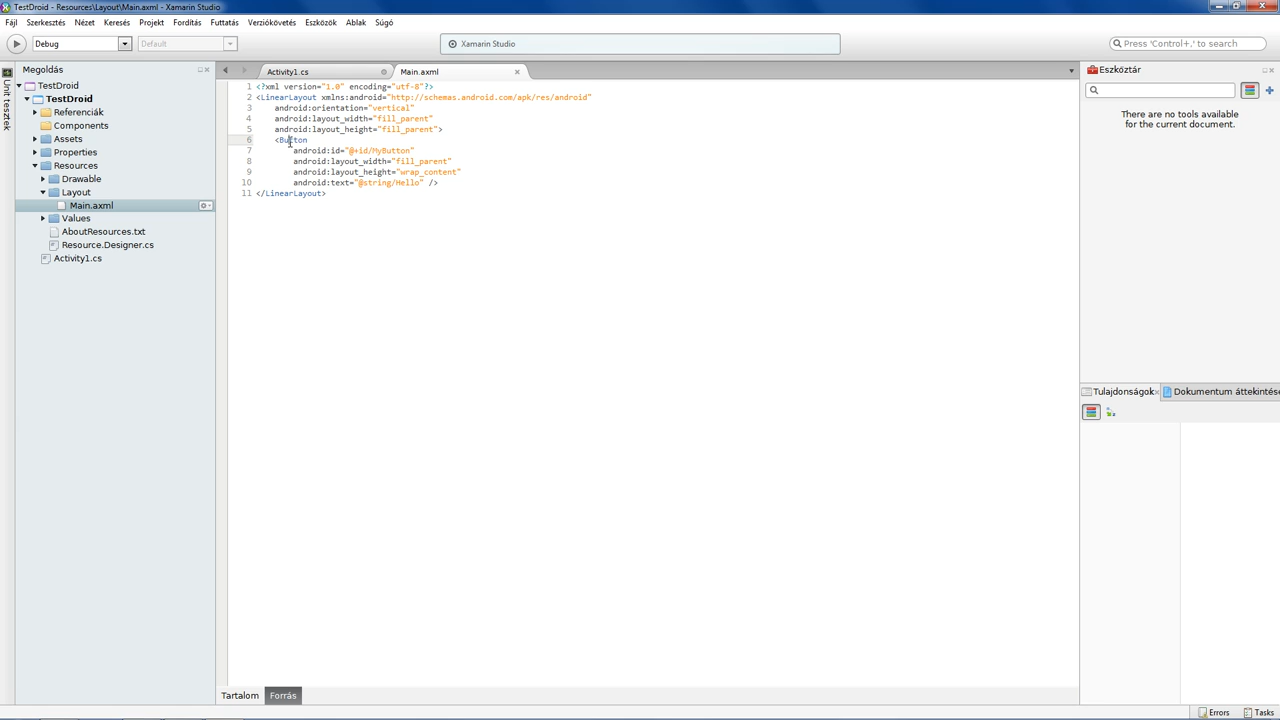 TestDroid - Resources\Layout\Main.axml - Xamarin Studio
Fájl Szerkesztés Nézet Keresés Projekt Fordítás Futtatás Verziókövetés Eszközök Ablak Súgó
Debug Default Xamarin Studio Press 'Control+,' to search
Unit tesztek
Megoldás
TestDroid
TestDroid
Referenciák
Components
Assets
Properties
Resources
Drawable
Layout
Main.axml
Values
AboutResources.txt
Resource.Designer.cs
Activity1.cs
Activity1.cs Main.axml
1 <?xml version="1.0" encoding="utf-8"?>
2 <LinearLayout xmlns:android="http://schemas.android.com/apk/res/android"
3 android:orientation="vertical"
4 android:layout_width="fill_parent"
5 android:layout_height="fill_parent">
6 <Button
7 android:id="@+id/MyButton"
8 android:layout_width="fill_parent"
9 android:layout_height="wrap_content"
10 android:text="@string/Hello" />
11 </LinearLayout>
Tartalom Forrás
Eszköztár
There are no tools available
for the current document.
Tulajdonságok Dokumentum áttekintése
Errors Tasks